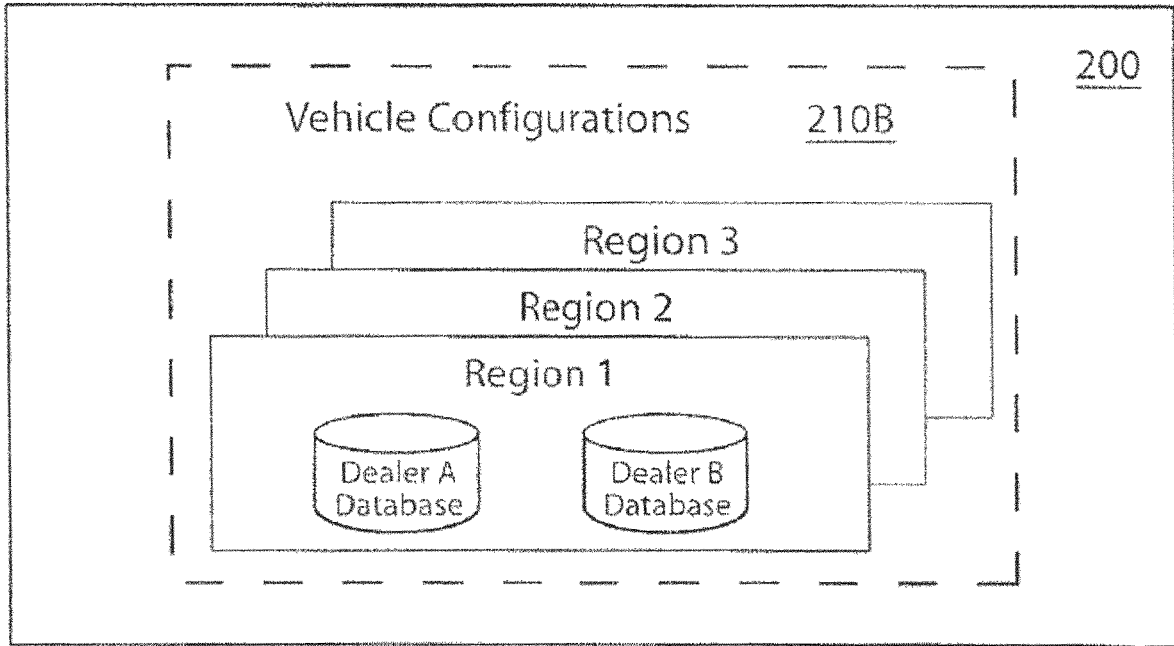 200
Vehicle Configurations 210B
Region 3
Region 2
Region 1
Dealer A
Database
Dealer B
Database